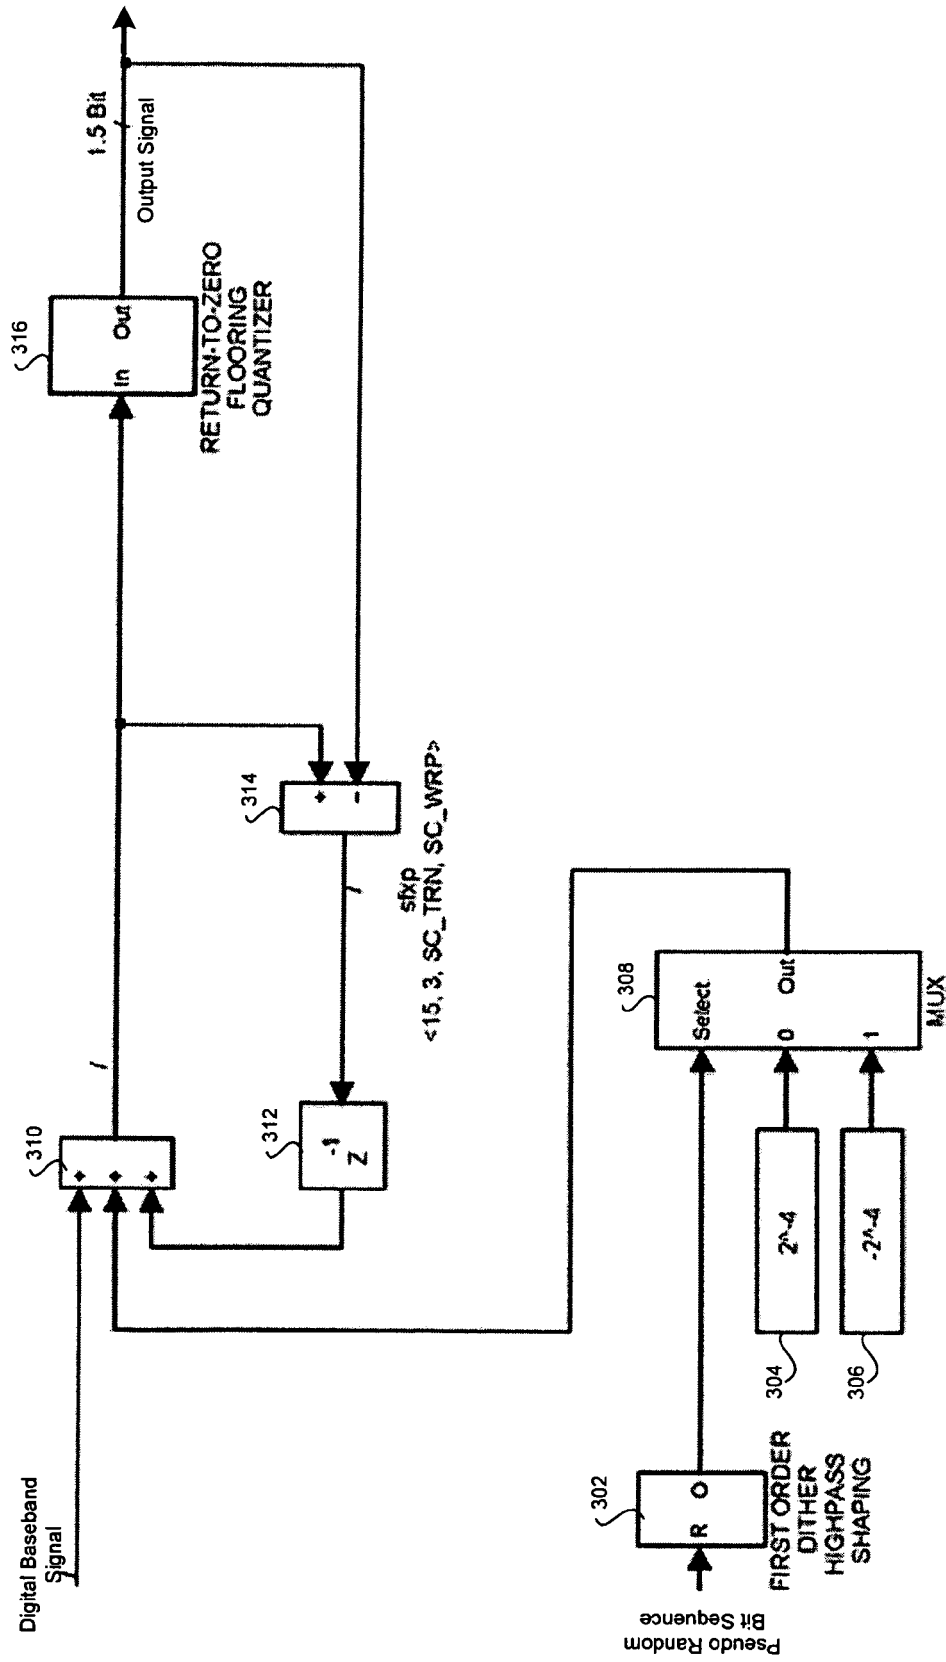 1.5 Bit
Output Signal
316
In Out
RETURN-TO-ZERO
FLOORING
QUANTIZER
310
+
+
+
314
+
-
sfxp
<15, 3, SC_TRN, SC_WRP>
312
-1
Z
Digital Baseband
Signal
308
Select
0 Out
1
MUX
304
2^-4
306
-2^-4
302
R O
FIRST ORDER
DITHER
HIGHPASS
SHAPING
Pseudo Random
Bit Sequence